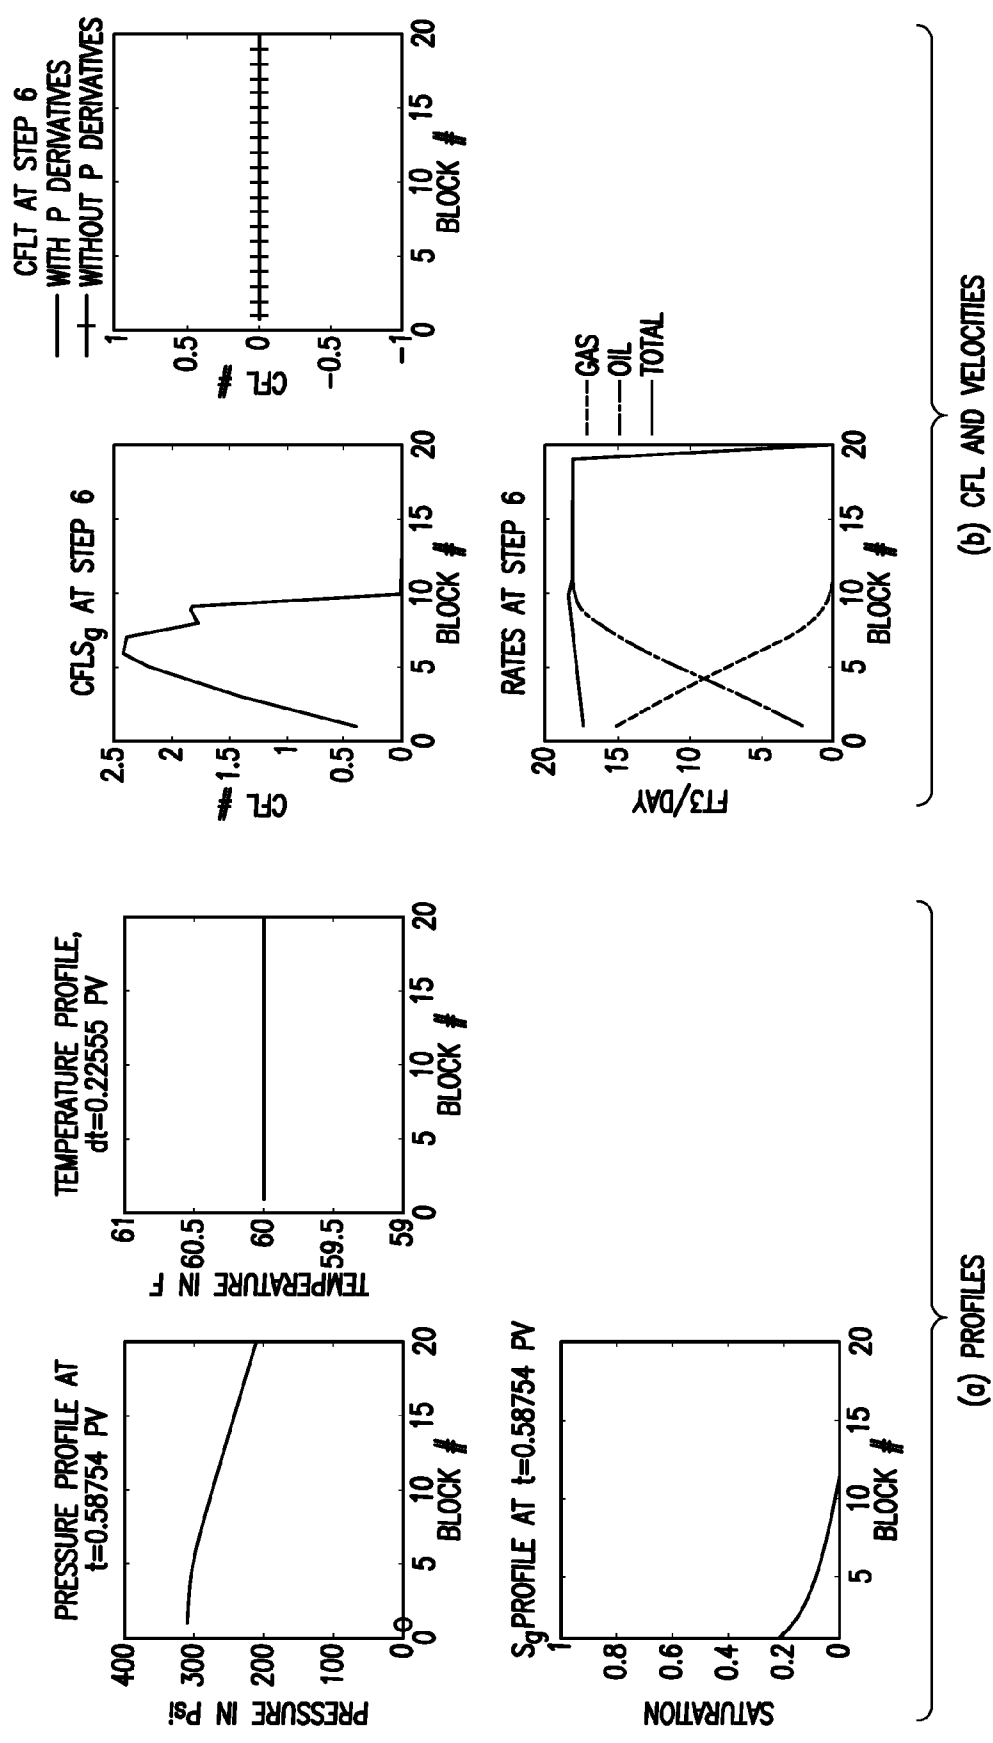 PRESSURE PROFILE AT
t=0.58754 PV
400
300
200
100
0
PRESSURE IN Psi
0
5
10
15
20
BLOCK #
TEMPERATURE PROFILE,
dt=0.22555 PV
61
60.5
60
59.5
59
TEMPERATURE IN F
0
5
10
15
20
BLOCK #
SgPROFILE AT t=0.58754 PV
1
0.8
0.6
0.4
0.2
0
SATURATION
5
10
15
20
BLOCK #
(a) PROFILES
CFLSg AT STEP 6
2.5
2
1.5
1
0.5
0
CFL #
0
5
10
15
20
BLOCK #
CFLT AT STEP 6
WITH P DERIVATIVES
WITHOUT P DERIVATIVES
1
0.5
0
-0.5
-1
CFL #
0
5
10
15
20
BLOCK #
RATES AT STEP 6
20
15
10
5
0
FT3/DAY
0
5
10
15
20
BLOCK #
GAS
OIL
TOTAL
(b) CFL AND VELOCITIES